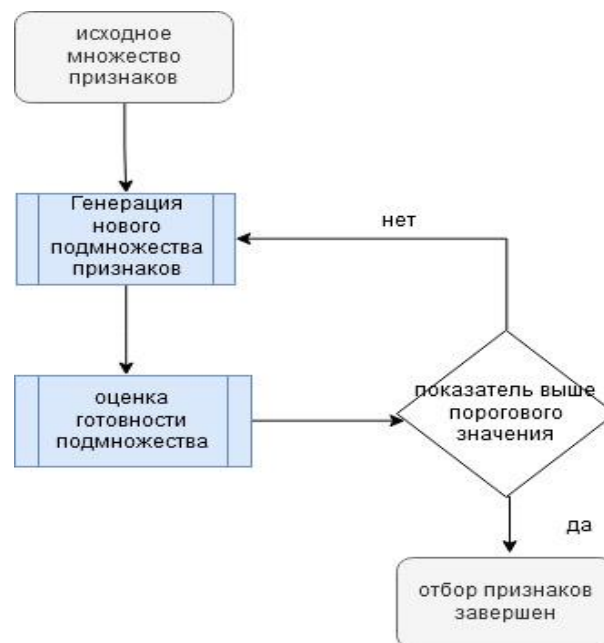 исходное
множество
признаков
Генерация
нового
подмножества
признаков
нет
оценка
готовности
подмножества
показатель выше
порогового
значения
да
отбор признаков
завершен